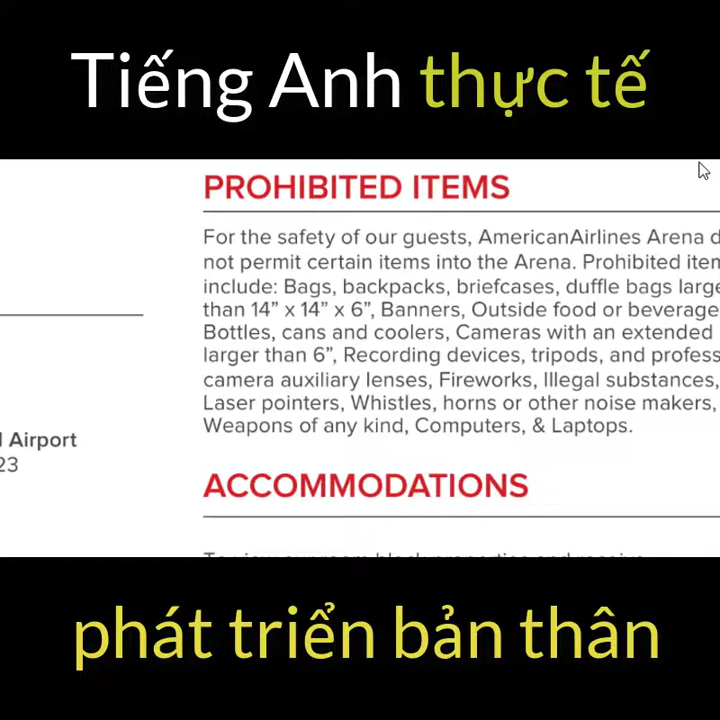 Tiếng Anh thực tế
PROHIBITED ITEMS
For the safety of our guests, AmericanAirlines Arena
not permit certain items into the Arena. Prohibited
include: Bags, backpacks, briefcases, duffle bags
than 14” x 14” x 6”, Banners, Outside food or
Bottles, cans and coolers, Cameras with an extended
larger than 6”, Recording devices, tripods, and
camera auxiliary lenses, Fireworks, Illegal substances,
Laser pointers, Whistles, horns or other noise makers,
Weapons of any kind, Computers, & Laptops.
Airport
23
ACCOMMODATIONS
phát triển bản thân